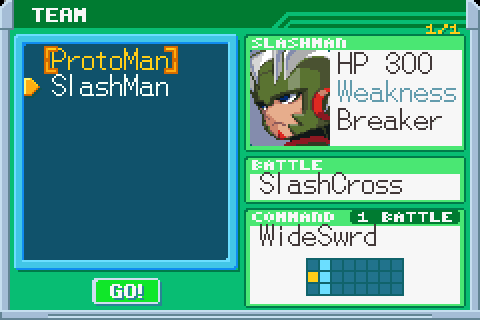 TEAM
1/1
[ProtoMan]
SlashMan
SLASHMAN
HP 300
Weakness
Breaker
BATTLE
SlashCross
COMMAND 1 BATTLE
WideSwrd
GO!